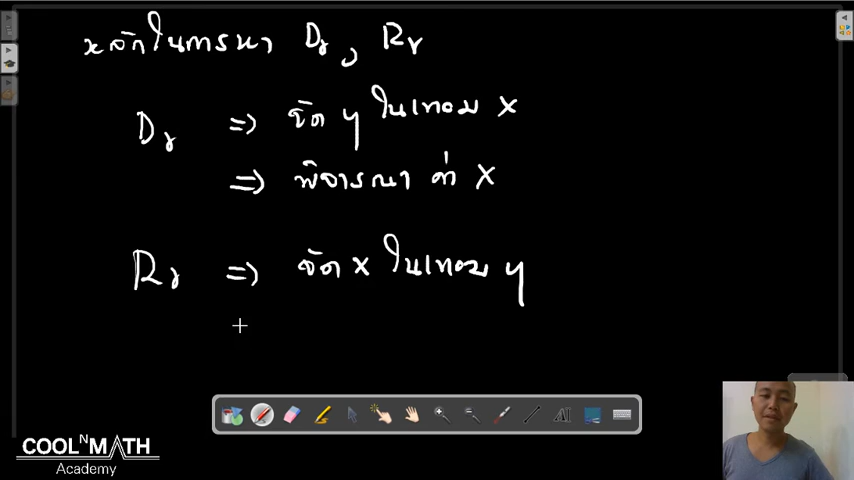 หลักในการหา Dr, Rr
Dr ⇒ จัด y ในเทอม x
⇒ พิจารณา ค่า x
Rr ⇒ จัด x ในเทอม y
COOL N MATH
Academy